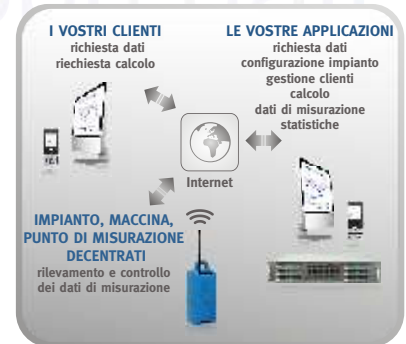 I VOSTRI CLIENTI
richiesta dati
riechiesta calcolo
LE VOSTRE APPLICAZIONI
richiesta dati
configurazione impianto
gestione clienti
calcolo
dati di misurazione
statistiche
Internet
IMPIANTO, MACCINA,
PUNTO DI MISURAZIONE
DECENTRATI
rilevamento e controllo
dei dati di misurazione